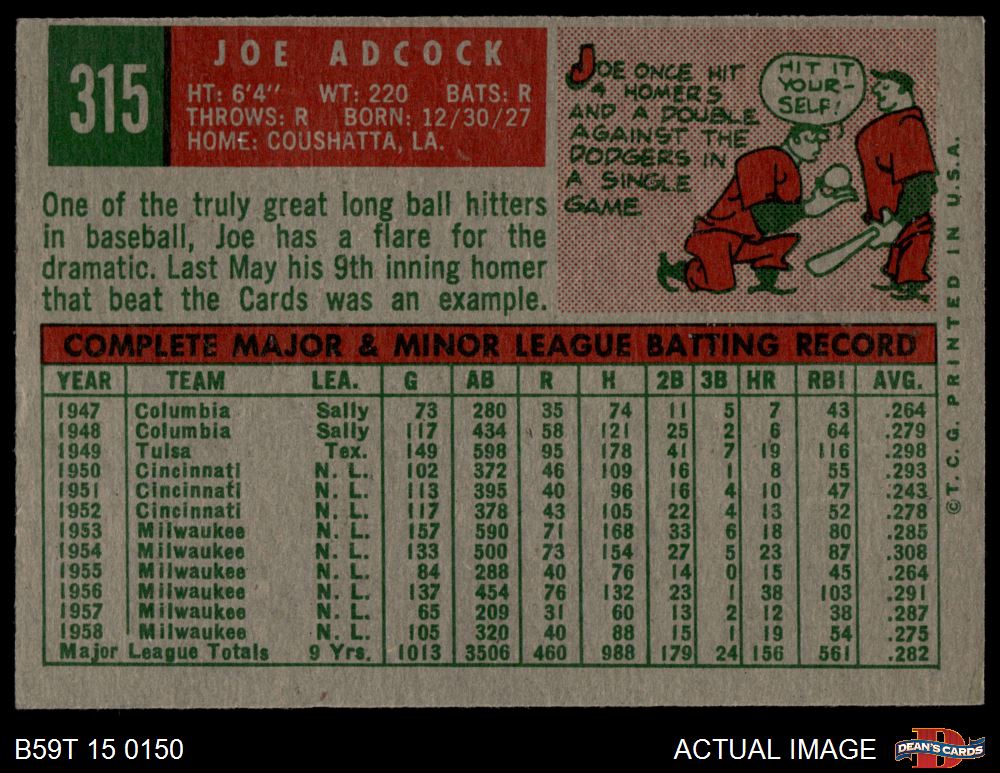 315
JOE ADCOCK
HT: 6'4" WT: 220 BATS: R
THROWS: R BORN: 12/30/27
HOME: COUSHATTA, LA.
JOE ONCE HIT
4 HOMERS
AND A DOUBLE
AGAINST THE
DODGERS IN
A SINGLE
GAME
HIT IT
YOUR-
SELF!
One of the truly great long ball hitters
in baseball, Joe has a flare for the
dramatic. Last May his 9th inning homer
that beat the Cards was an example.
COMPLETE MAJOR & MINOR LEAGUE BATTING RECORD
YEAR TEAM LEA. G AB R H 2B 3B HR RBI AVG.
1947 Columbia Sally 73 280 35 74 11 5 7 43 .264
1948 Columbia Sally 117 434 58 121 25 2 6 64 .279
1949 Tulsa Tex. 149 598 95 178 41 7 19 116 .298
1950 Cincinnati N. L. 102 372 46 109 16 1 8 55 .293
1951 Cincinnati N. L. 113 395 40 96 16 4 10 47 .243
1952 Cincinnati N. L. 117 378 43 105 22 4 13 52 .278
1953 Milwaukee N. L. 157 590 71 168 33 6 18 80 .285
1954 Milwaukee N. L. 133 500 73 154 27 5 23 87 .308
1955 Milwaukee N. L. 84 288 40 76 14 0 15 45 .264
1956 Milwaukee N. L. 137 454 76 132 23 1 38 103 .291
1957 Milwaukee N. L. 65 209 31 60 13 2 12 38 .287
1958 Milwaukee N. L. 105 320 40 88 15 1 19 54 .275
Major League Totals 9 Yrs. 1013 3506 460 988 179 24 156 561 .282
©T.C.G. PRINTED IN U.S.A.
B59T 15 0150
ACTUAL IMAGE
D
DEAN'S CARDS